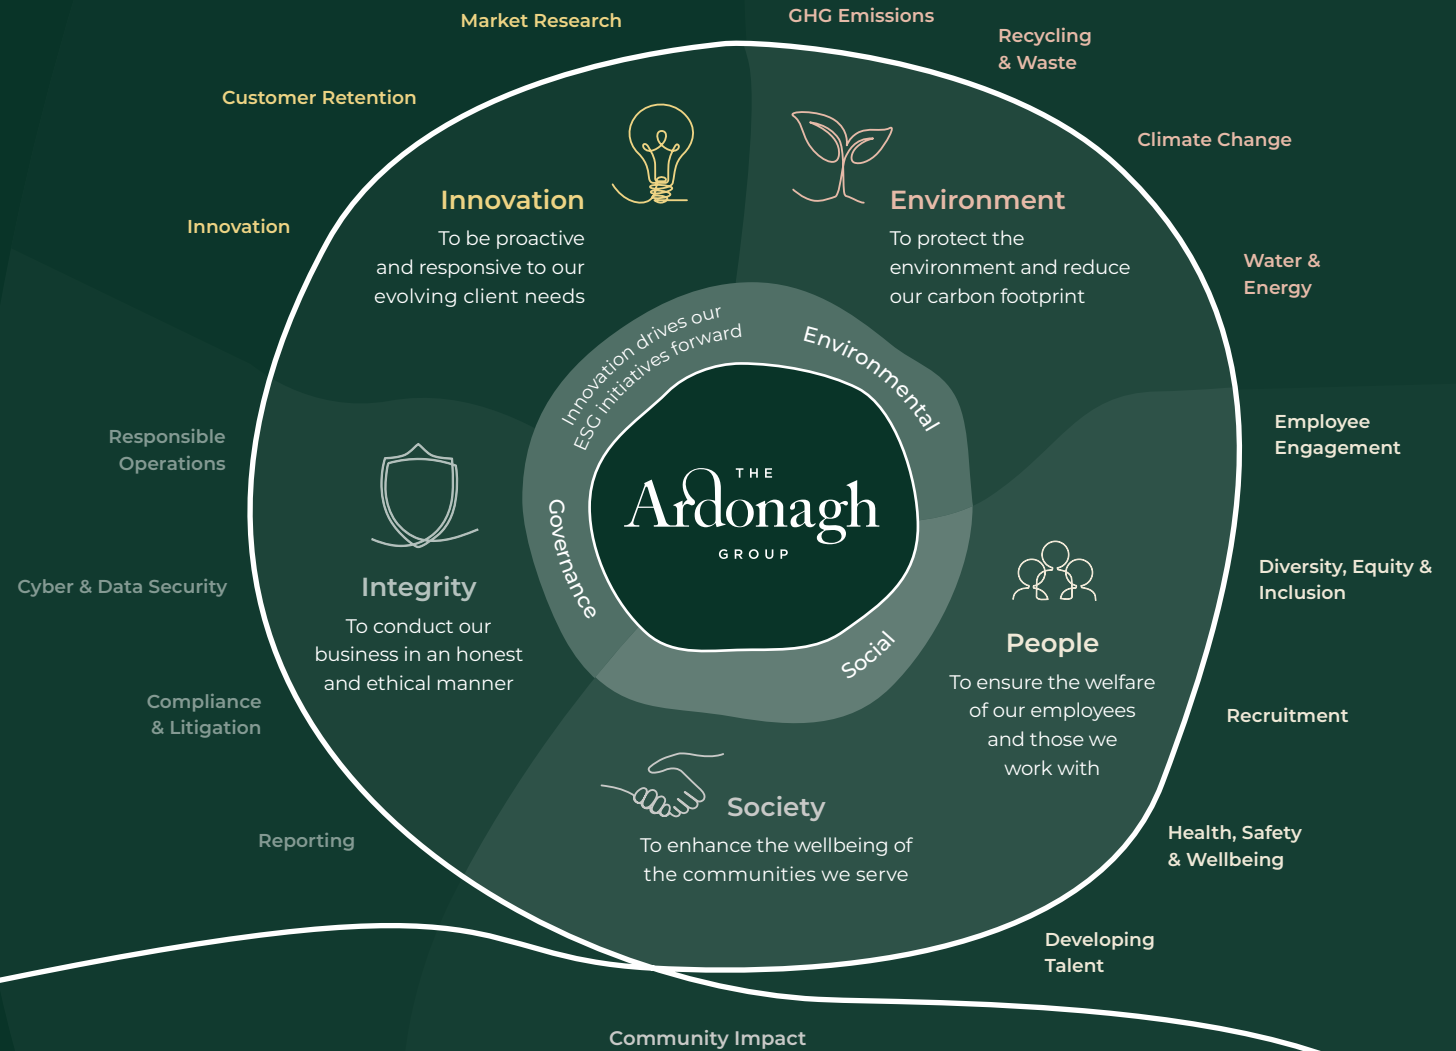 Market Research
GHG Emissions
Recycling
& Waste
Customer Retention
Climate Change
Innovation
Innovation
To be proactive
and responsive to our
evolving client needs
Environment
To protect the
environment and reduce
our carbon footprint
Water &
Energy
Innovation drives our
ESG initiatives forward
Environmental
Responsible
Operations
Employee
Engagement
THE
Ardonagh
GROUP
Governance
Social
Cyber & Data Security
Integrity
To conduct our
business in an honest
and ethical manner
Diversity, Equity &
Inclusion
People
To ensure the welfare
of our employees
and those we
work with
Compliance
& Litigation
Recruitment
Society
To enhance the wellbeing of
the communities we serve
Reporting
Health, Safety
& Wellbeing
Developing
Talent
Community Impact